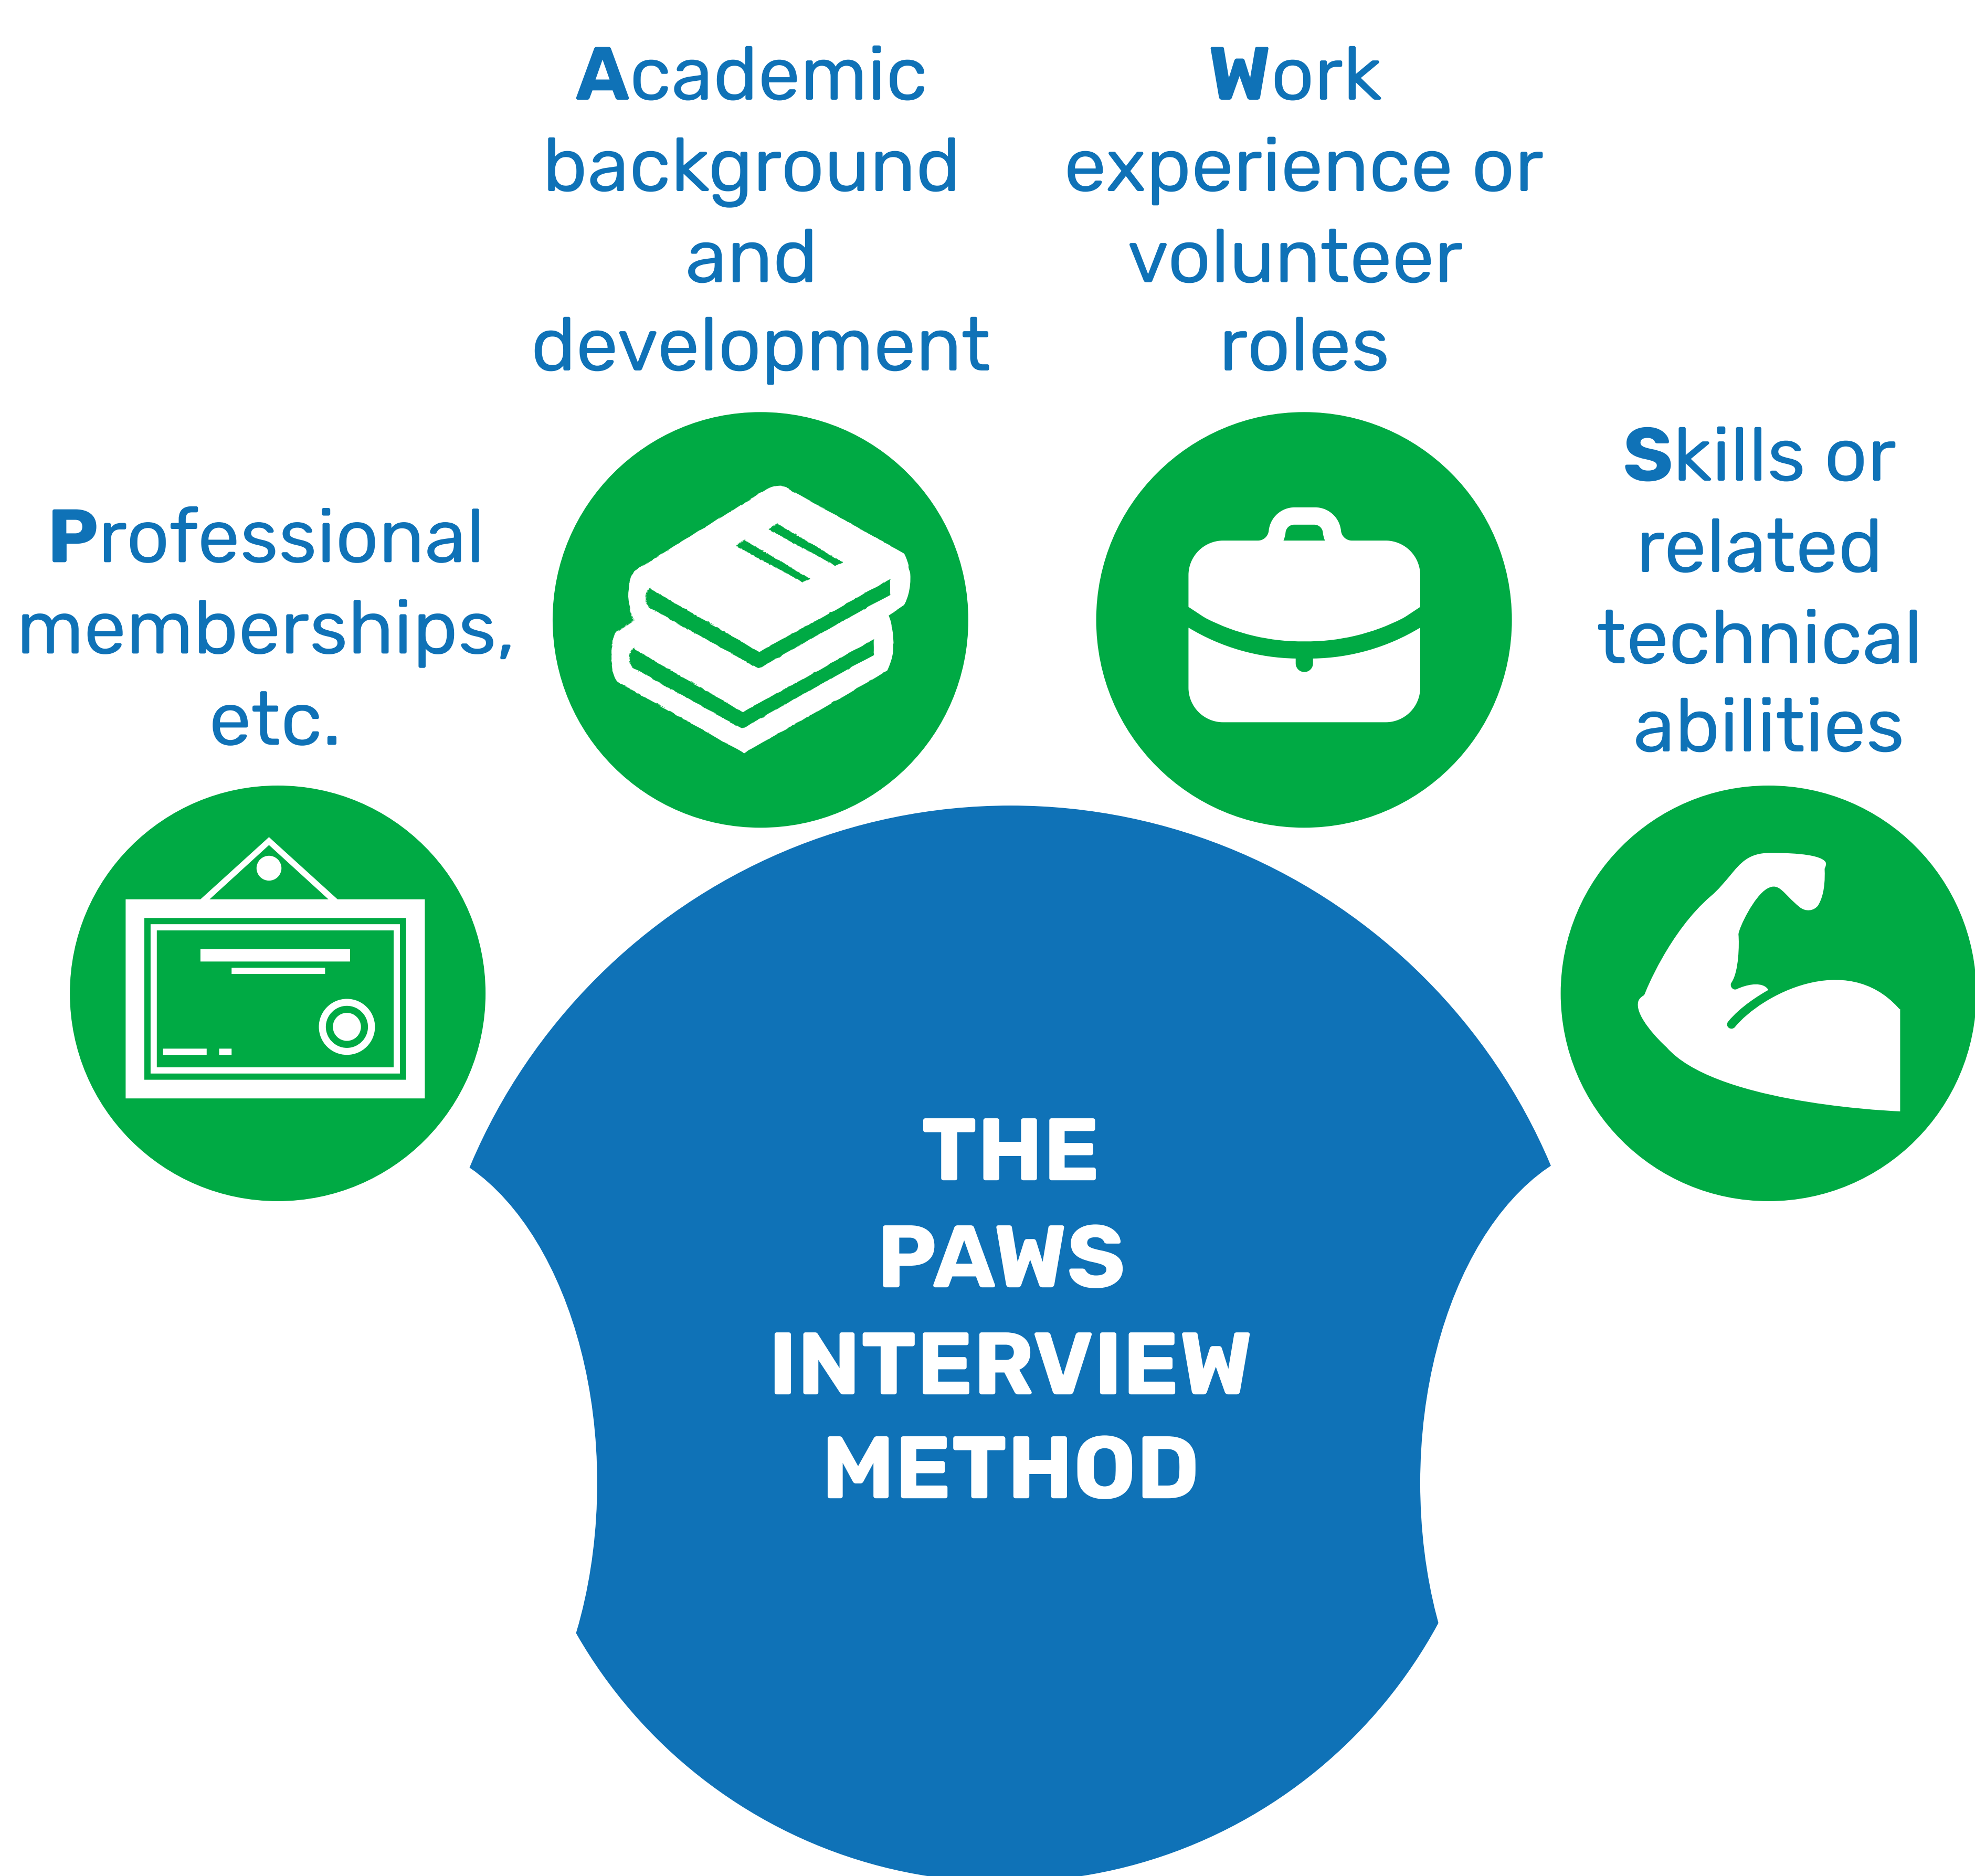 Professional
memberships,
etc.
Academic
background
and
development
Work
experience or
volunteer
roles
Skills or
related
technical
abilities
THE
PAWS
INTERVIEW
METHOD